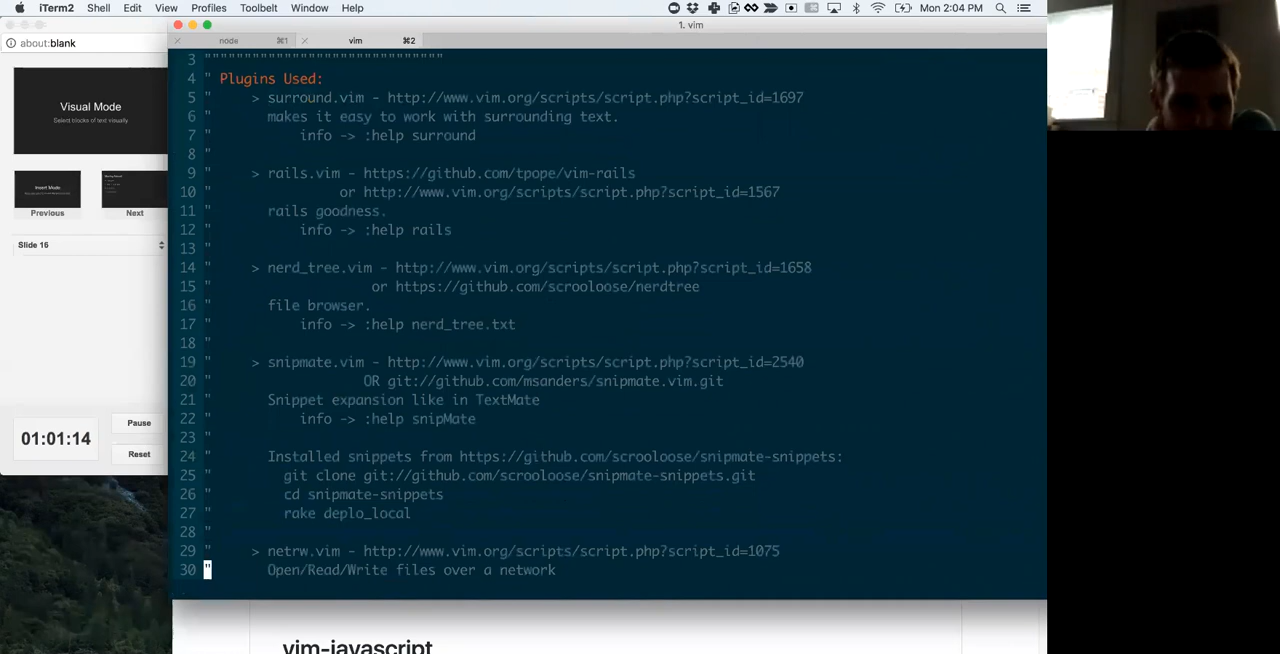 iTerm2 Shell Edit View Profiles Toolbelt Window Help Mon 2:04 PM
1. vim
node ⌘1 vim ⌘2
about:blank
Visual Mode
Select blocks of text visually
Insert Mode
Previous Next
Slide 16
01:01:14
Pause
Reset
3 """"""""""""""""""""""""""""""
4 " Plugins Used:
5 " > surround.vim - http://www.vim.org/scripts/script.php?script_id=1697
6 " makes it easy to work with surrounding text.
7 " info -> :help surround
8 "
9 " > rails.vim - https://github.com/tpope/vim-rails
10 " or http://www.vim.org/scripts/script.php?script_id=1567
11 " rails goodness.
12 " info -> :help rails
13 "
14 " > nerd_tree.vim - http://www.vim.org/scripts/script.php?script_id=1658
15 " or https://github.com/scrooloose/nerdtree
16 " file browser.
17 " info -> :help nerd_tree.txt
18 "
19 " > snipmate.vim - http://www.vim.org/scripts/script.php?script_id=2540
20 " OR git://github.com/msanders/snipmate.vim.git
21 " Snippet expansion like in TextMate
22 " info -> :help snipMate
23 "
24 " Installed snippets from https://github.com/scrooloose/snipmate-snippets:
25 " git clone git://github.com/scrooloose/snipmate-snippets.git
26 " cd snipmate-snippets
27 " rake deplo_local
28 "
29 " > netrw.vim - http://www.vim.org/scripts/script.php?script_id=1075
30 " Open/Read/Write files over a network
vim-javascript